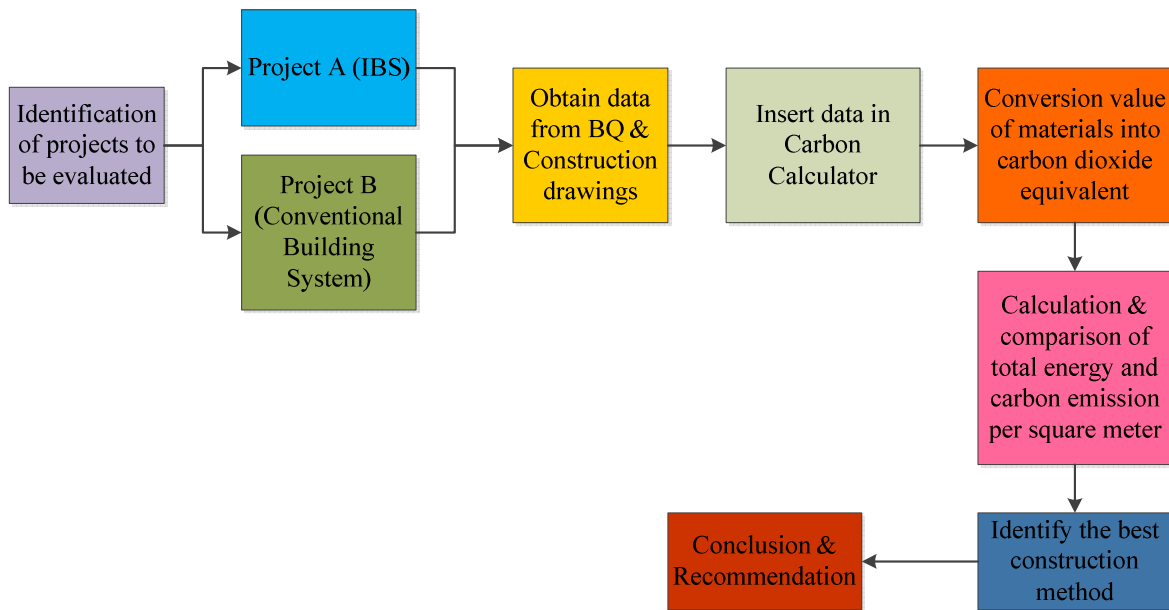 Identification
of projects to
be evaluated
Project A (IBS)
Project B
(Conventional
Building
System)
Obtain data
from BQ &
Construction
drawings
Insert data in
Carbon
Calculator
Conversion value
of materials into
carbon dioxide
equivalent
Calculation &
comparison of
total energy and
carbon emission
per square meter
Identify the best
construction
method
Conclusion &
Recommendation